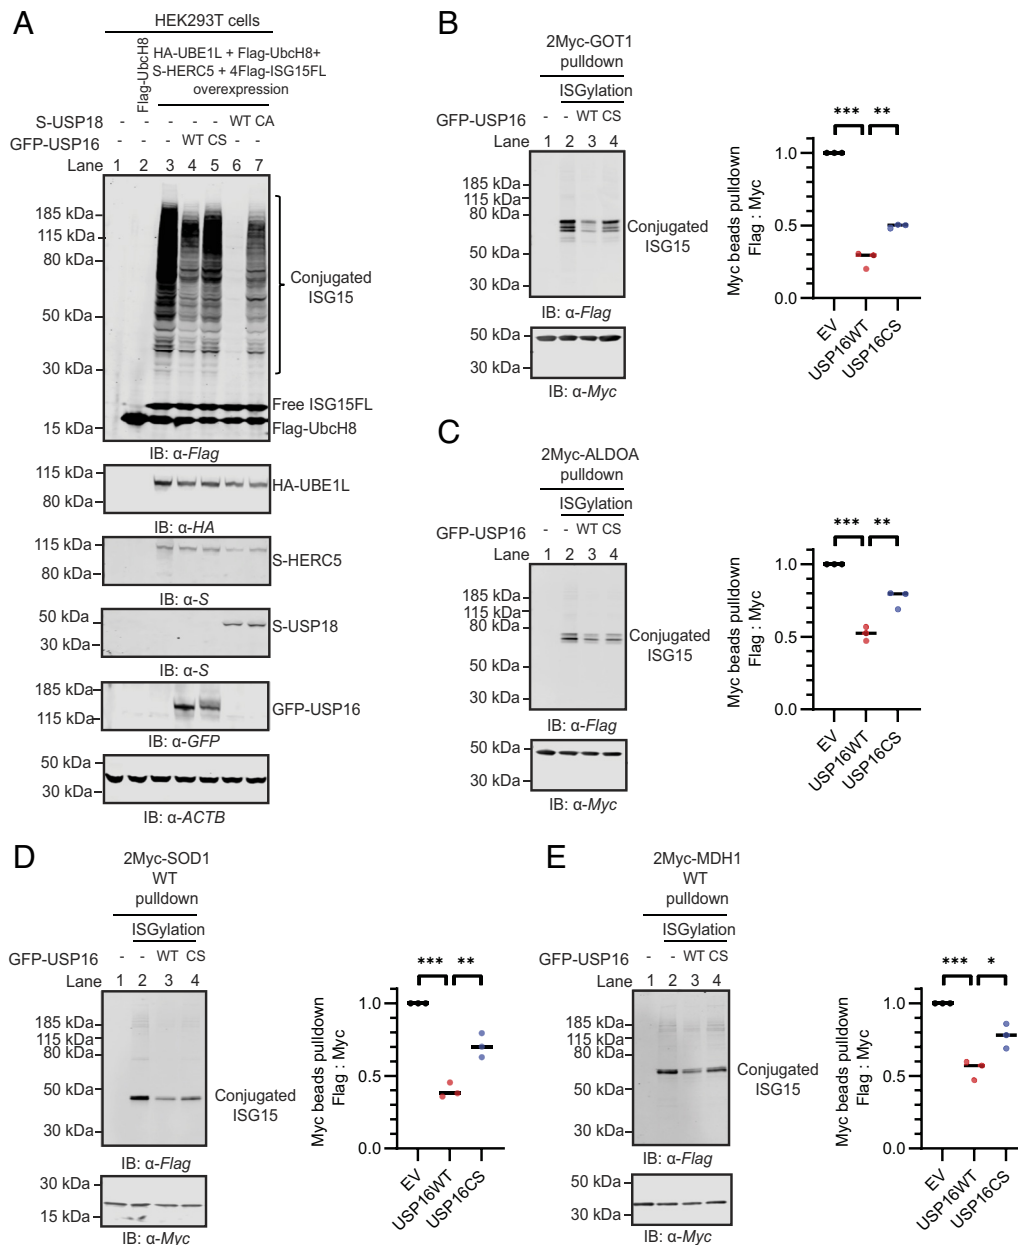 A
HEK293T cells
Flag-UbcH8
HA-UBE1L + Flag-UbcH8+
S-HERC5 + 4Flag-ISG15FL
overexpression
S-USP18 - - - - - WT CA
GFP-USP16 - - - WT CS - -
Lane 1 2 3 4 5 6 7
185 kDa
115 kDa
80 kDa
50 kDa
30 kDa
15 kDa
Conjugated
ISG15
Free ISG15FL
Flag-UbcH8
IB: α-Flag
115 kDa
80 kDa
HA-UBE1L
IB: α-HA
115 kDa
80 kDa
S-HERC5
IB: α-S
50 kDa
30 kDa
S-USP18
IB: α-S
185 kDa
115 kDa
GFP-USP16
IB: α-GFP
50 kDa
30 kDa
IB: α-ACTB
B
2Myc-GOT1
pulldown
ISGylation
GFP-USP16 - - WT CS
Lane 1 2 3 4
185 kDa
115 kDa
80 kDa
50 kDa
30 kDa
Conjugated
ISG15
IB: α-Flag
50 kDa
30 kDa
IB: α-Myc
*** **
Myc beads pulldown
Flag : Myc
1.0
0.5
0.0
EV
USP16WT
USP16CS
C
2Myc-ALDOA
pulldown
ISGylation
GFP-USP16 - - WT CS
Lane 1 2 3 4
185 kDa
115 kDa
80 kDa
50 kDa
30 kDa
Conjugated
ISG15
IB: α-Flag
50 kDa
30 kDa
IB: α-Myc
*** **
Myc beads pulldown
Flag : Myc
1.0
0.5
0.0
EV
USP16WT
USP16CS
D
2Myc-SOD1
WT
pulldown
ISGylation
GFP-USP16 - - WT CS
Lane 1 2 3 4
185 kDa
115 kDa
80 kDa
50 kDa
30 kDa
Conjugated
ISG15
IB: α-Flag
30 kDa
15 kDa
IB: α-Myc
*** **
Myc beads pulldown
Flag : Myc
1.0
0.5
0.0
EV
USP16WT
USP16CS
E
2Myc-MDH1
WT
pulldown
ISGylation
GFP-USP16 - - WT CS
Lane 1 2 3 4
185 kDa
115 kDa
80 kDa
50 kDa
30 kDa
Conjugated
ISG15
IB: α-Flag
50 kDa
30 kDa
IB: α-Myc
*** *
Myc beads pulldown
Flag : Myc
1.0
0.5
0.0
EV
USP16WT
USP16CS